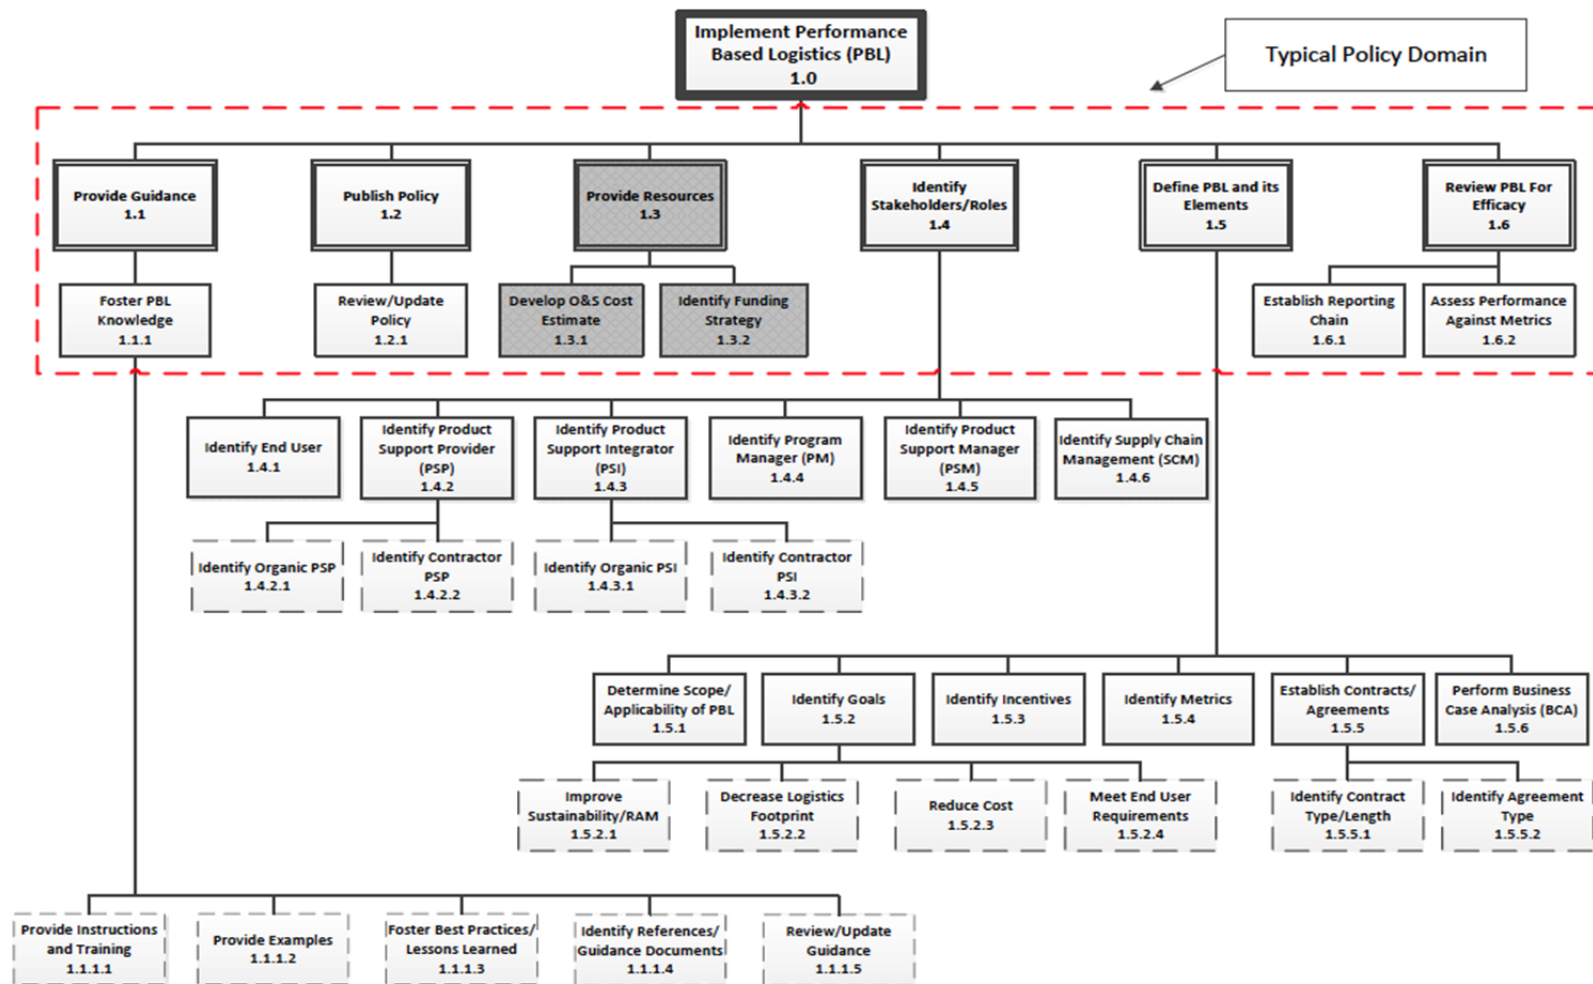 Implement Performance
Based Logistics (PBL)
1.0
Typical Policy Domain
Provide Guidance
1.1
Publish Policy
1.2
Provide Resources
1.3
Identify
Stakeholders/Roles
1.4
Define PBL and its
Elements
1.5
Review PBL For
Efficacy
1.6
Foster PBL
Knowledge
1.1.1
Review/Update
Policy
1.2.1
Develop O&S Cost
Estimate
1.3.1
Identify Funding
Strategy
1.3.2
Establish Reporting
Chain
1.6.1
Assess Performance
Against Metrics
1.6.2
Identify End User
1.4.1
Identify Product
Support Provider
(PSP)
1.4.2
Identify Product
Support Integrator
(PSI)
1.4.3
Identify Program
Manager (PM)
1.4.4
Identify Product
Support Manager
(PSM)
1.4.5
Identify Supply Chain
Management (SCM)
1.4.6
Identify Organic PSP
1.4.2.1
Identify Contractor
PSP
1.4.2.2
Identify Organic PSI
1.4.3.1
Identify Contractor
PSI
1.4.3.2
Determine Scope/
Applicability of PBL
1.5.1
Identify Goals
1.5.2
Identify Incentives
1.5.3
Identify Metrics
1.5.4
Establish Contracts/
Agreements
1.5.5
Perform Business
Case Analysis (BCA)
1.5.6
Improve
Sustainability/RAM
1.5.2.1
Decrease Logistics
Footprint
1.5.2.2
Reduce Cost
1.5.2.3
Meet End User
Requirements
1.5.2.4
Identify Contract
Type/Length
1.5.5.1
Identify Agreement
Type
1.5.5.2
Provide Instructions
and Training
1.1.1.1
Provide Examples
1.1.1.2
Foster Best Practices/
Lessons Learned
1.1.1.3
Identify References/
Guidance Documents
1.1.1.4
Review/Update
Guidance
1.1.1.5